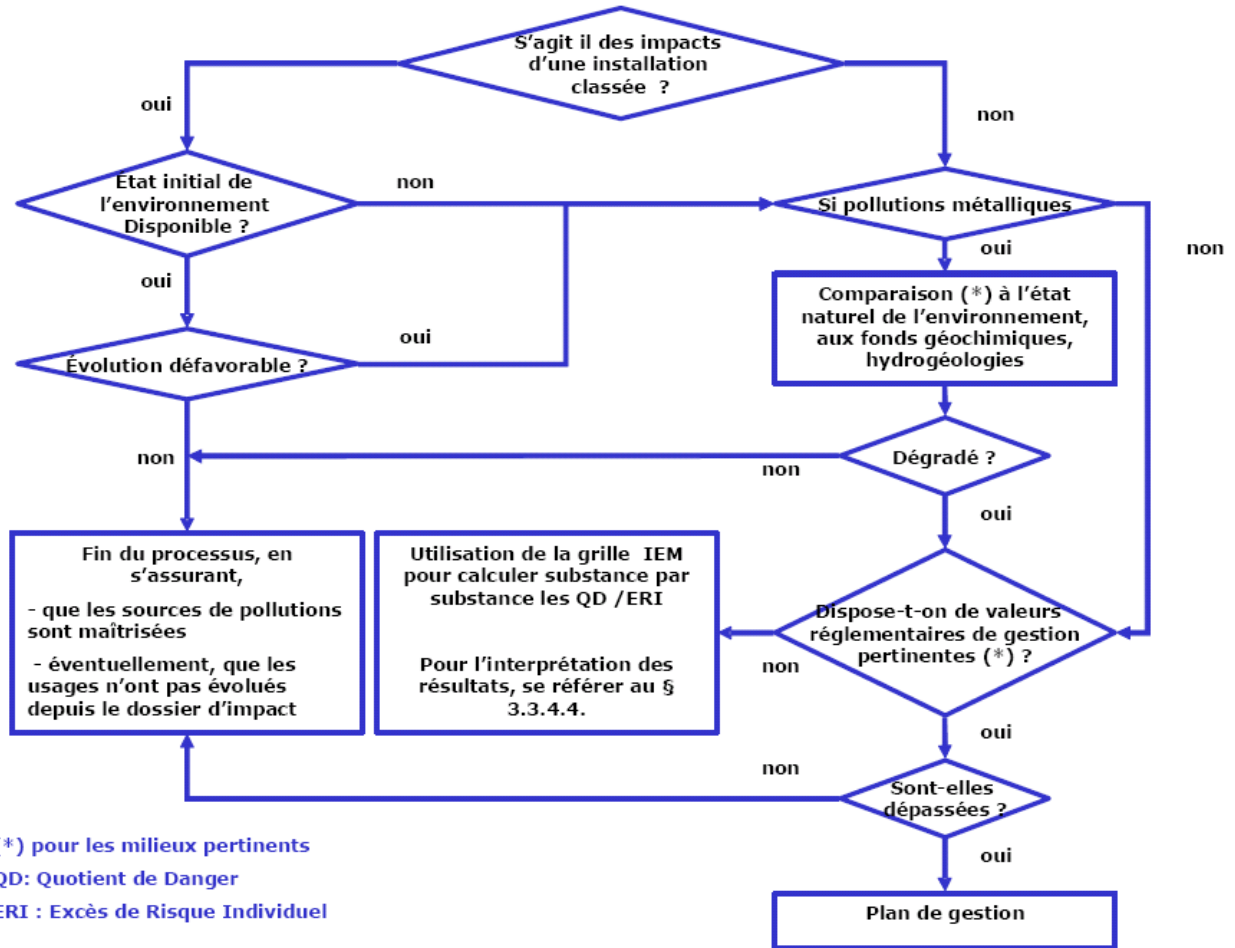 S'agit il des impacts
d'une installation
classée ?
oui
non
État initial de
l'environnement
Disponible ?
non
Si pollutions métalliques
oui
non
oui
Comparaison (*) à l'état
naturel de l'environnement,
aux fonds géochimiques,
hydrogéologies
Évolution défavorable ?
oui
non
Dégradé ?
non
oui
Fin du processus, en
s'assurant,
- que les sources de pollutions
sont maîtrisées
- éventuellement, que les
usages n'ont pas évolués
depuis le dossier d'impact
Utilisation de la grille IEM
pour calculer substance par
substance les QD /ERI
Pour l'interprétation des
résultats, se référer au §
3.3.4.4.
Dispose-t-on de valeurs
réglementaires de gestion
pertinentes (*) ?
non
oui
non
Sont-elles
dépassées ?
oui
Plan de gestion
(*) pour les milieux pertinents
QD: Quotient de Danger
ERI : Excès de Risque Individuel